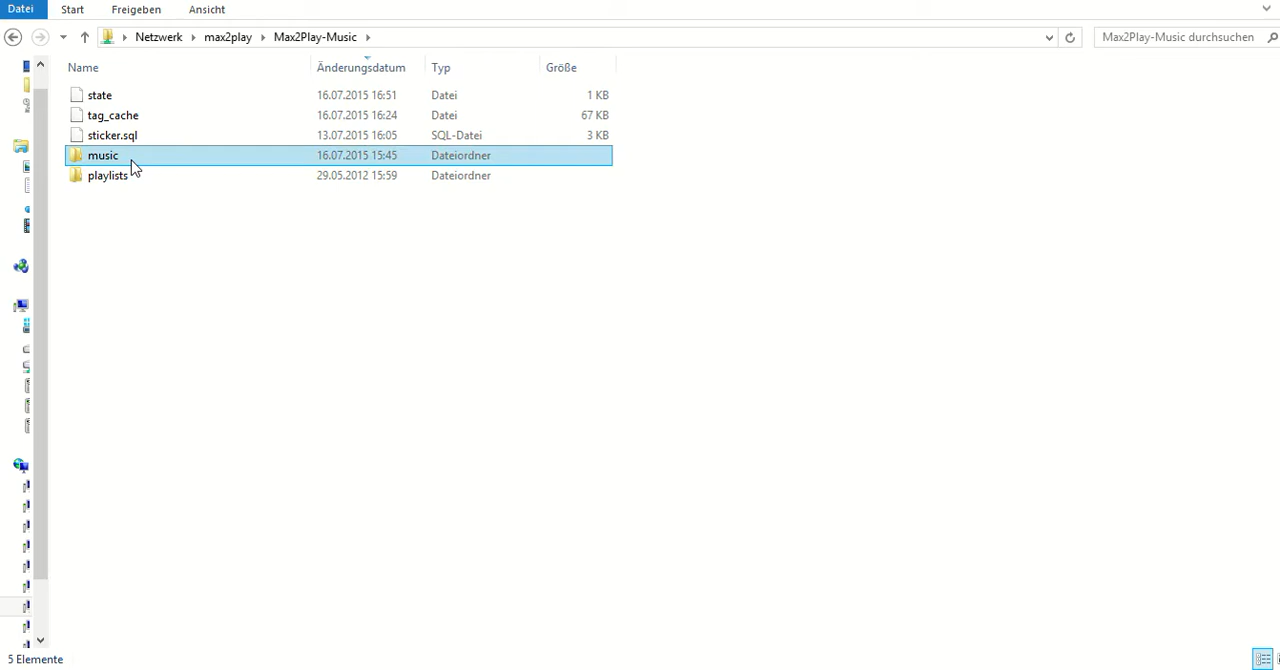 Datei Start Freigeben Ansicht
Netzwerk max2play Max2Play-Music Max2Play-Music durchsuchen
Name Änderungsdatum Typ Größe
state 16.07.2015 16:51 Datei 1 KB
tag_cache 16.07.2015 16:24 Datei 67 KB
sticker.sql 13.07.2015 16:05 SQL-Datei 3 KB
music 16.07.2015 15:45 Dateiordner
playlists 29.05.2012 15:59 Dateiordner
5 Elemente